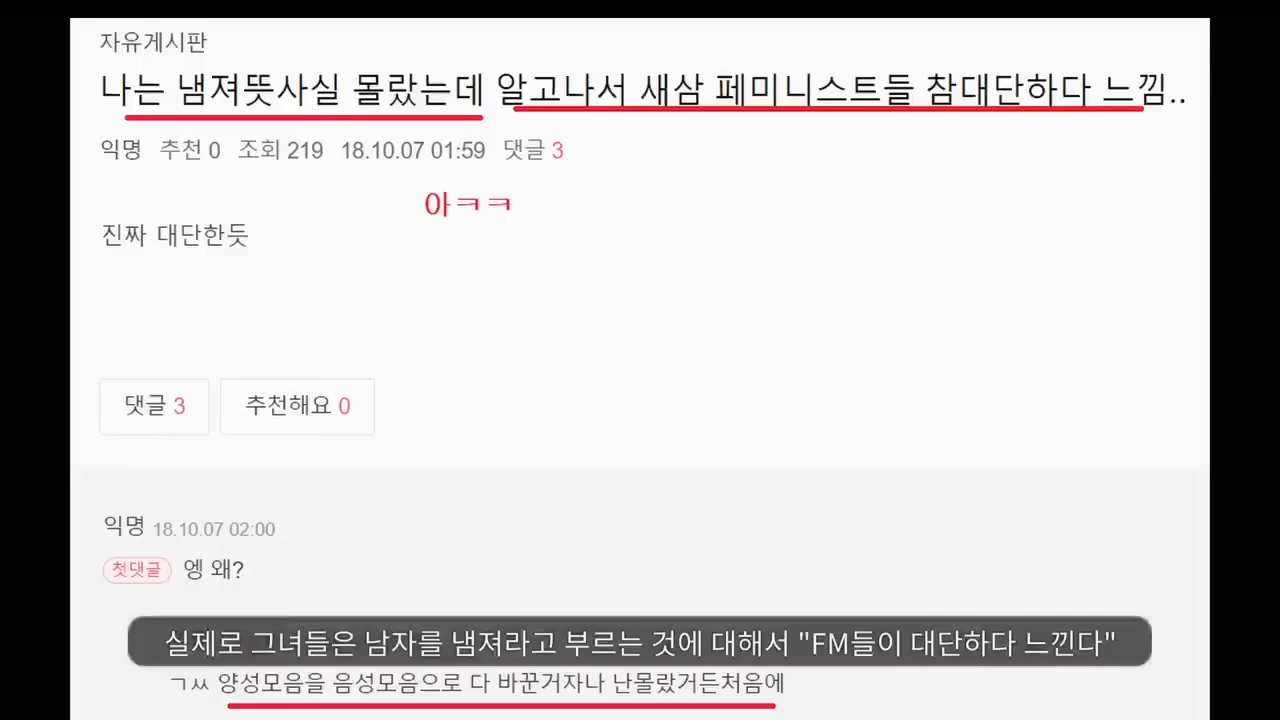 자유게시판
나는 냄져뜻사실 몰랐는데 알고나서 새삼 페미니스트들 참대단하다 느낌..
익명 추천 0 조회 219 18.10.07 01:59 댓글 3
아ㅋㅋ
진짜 대단한듯
댓글 3 추천해요 0
익명 18.10.07 02:00
첫댓글 엥 왜?
실제로 그녀들은 남자를 냄져라고 부르는 것에 대해서 "FM들이 대단하다 느낀다"
ㄱㅆ 양성모음을 음성모음으로 다 바꾼거자나 난몰랐거든처음에